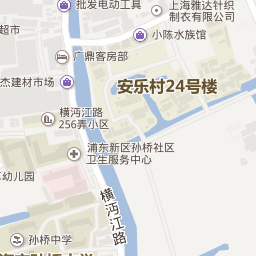 批发电动工具
上海雅达针织
制衣有限公司
小陈水族馆
超市
广鼎客房部
杰建材市场
安乐村24号楼
横沔江路
256弄小区
浦东新区孙桥社区
卫生服务中心
幼儿园
横沔江路
孙桥中学